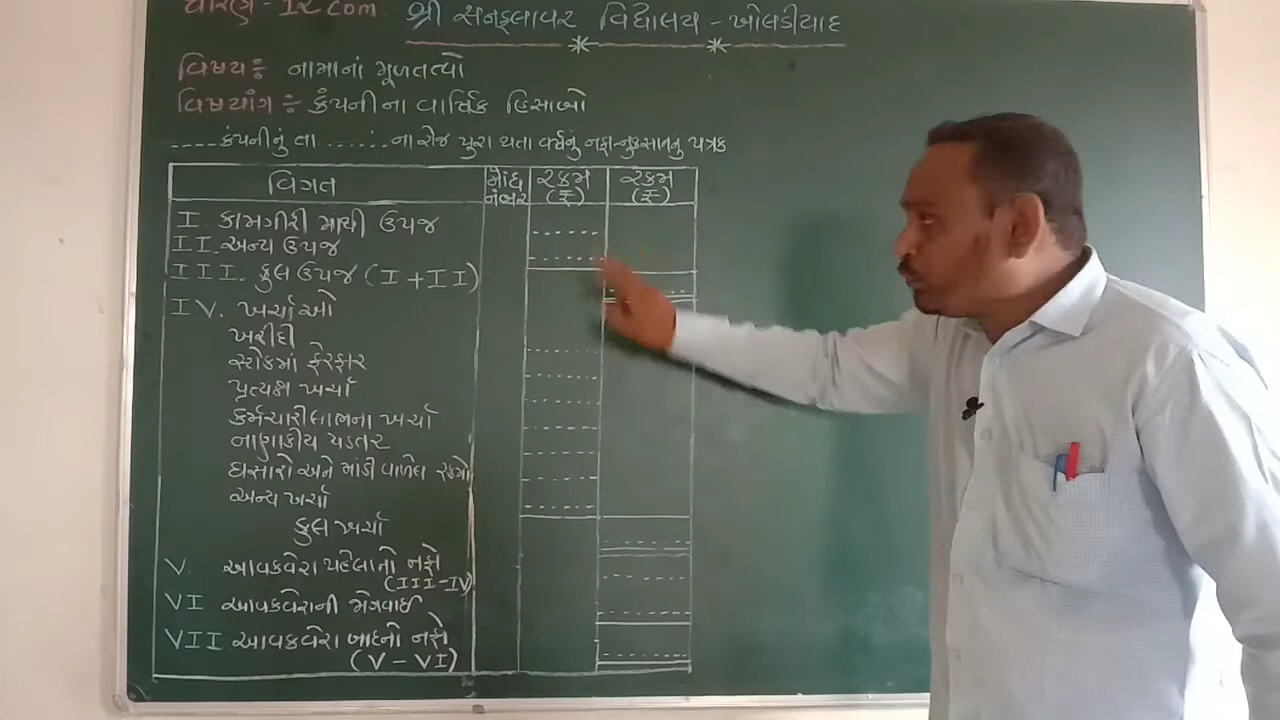 ધોરણ - 12 com શ્રી સનફ્લાવર વિદ્યાલય - ખોલડીયાદ
વિષય ઃ- નામાનાં મૂળતત્વો
વિષયાંગ ઃ- કંપનીના વાર્ષિક હિસાબો
----કંપનીનું તા ....... ના રોજ પુરા થતા વર્ષનું નફા-નુકસાનનું પત્રક
વિગત નોંધ નંબર રકમ (₹) રકમ (₹)
I. કામગીરી માથી ઉપજ
II. અન્ય ઉપજ
III. કુલ ઉપજ (I + II)
IV. ખર્ચાઓ
ખરીદી
સ્ટોકમાં ફેરફાર
પ્રત્યક્ષ ખર્ચા
કર્મચારીલાભના ખર્ચા
નાણાકીય પડતર
ઘસારો અને માંડી વાળેલ રકમો
અન્ય ખર્ચા
કુલ ખર્ચા
V. આવકવેરા પહેલાનો નફો
(III - IV)
VI આવકવેરાની જોગવાઈ
VII આવકવેરા બાદનો નફો
(V - VI)